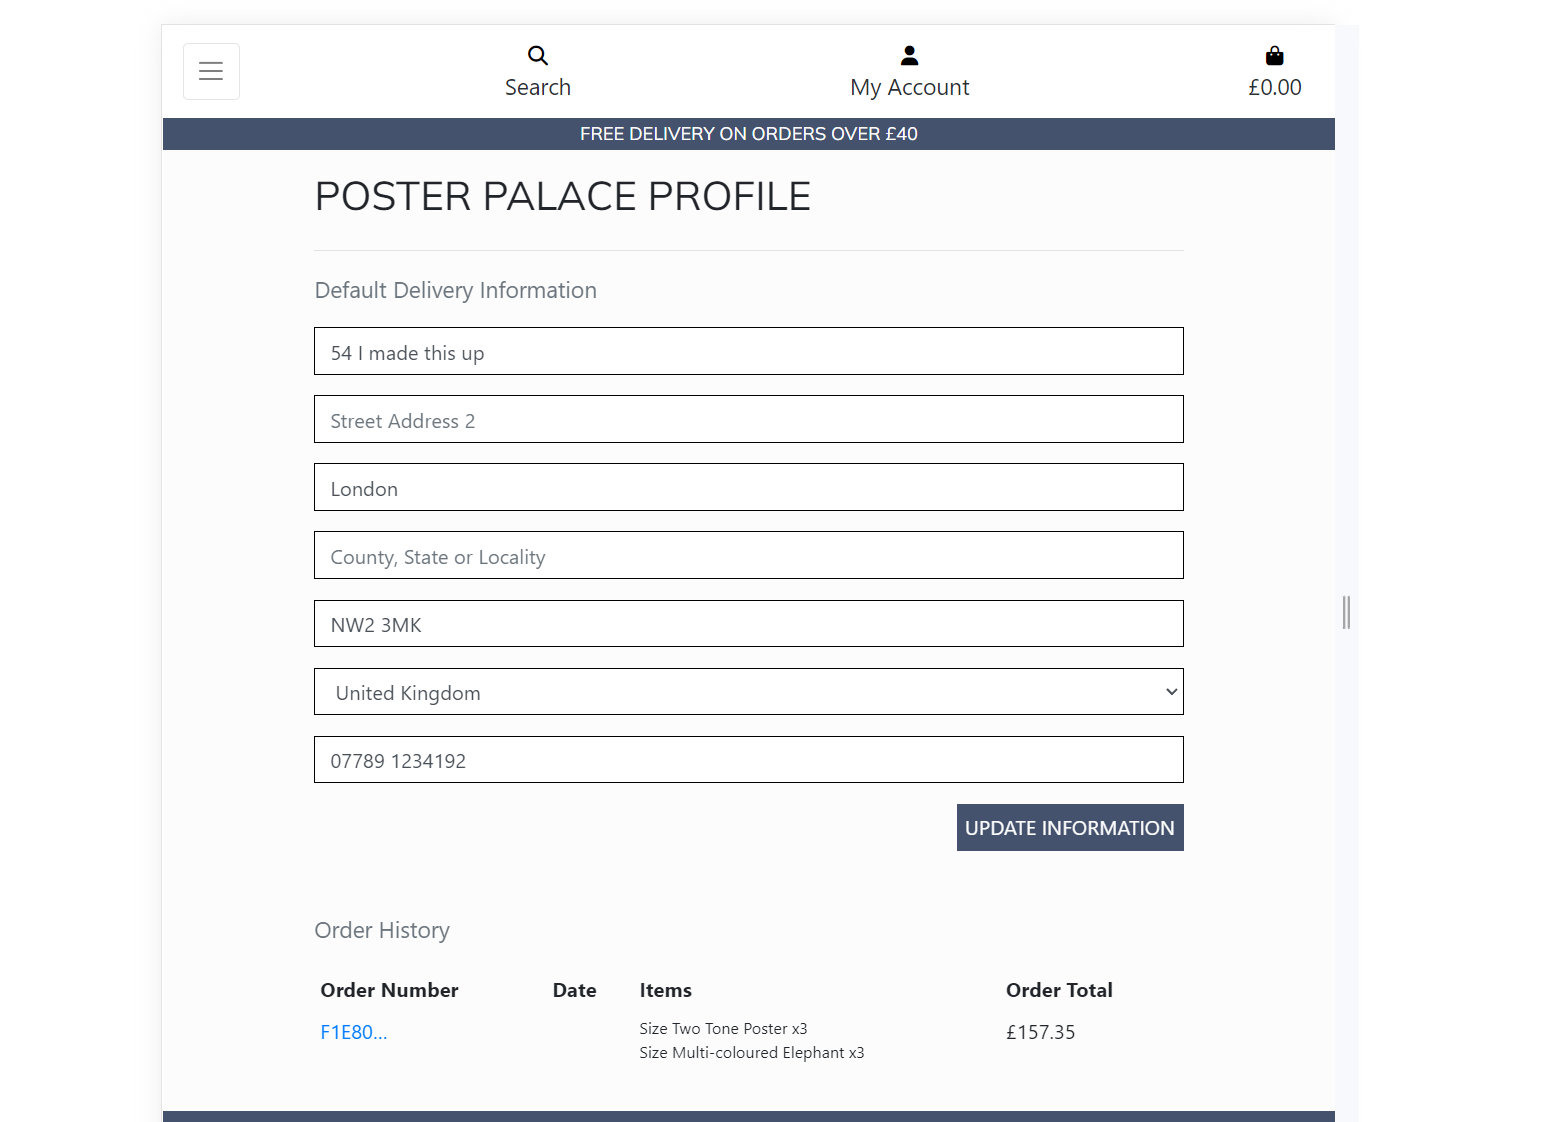 Search
My Account
£0.00
FREE DELIVERY ON ORDERS OVER £40
POSTER PALACE PROFILE
Default Delivery Information
54 I made this up
Street Address 2
London
County, State or Locality
NW2 3MK
United Kingdom
07789 1234192
UPDATE INFORMATION
Order History
Order Number Date Items Order Total
F1E80... Size Two Tone Poster x3 £157.35
Size Multi-coloured Elephant x3